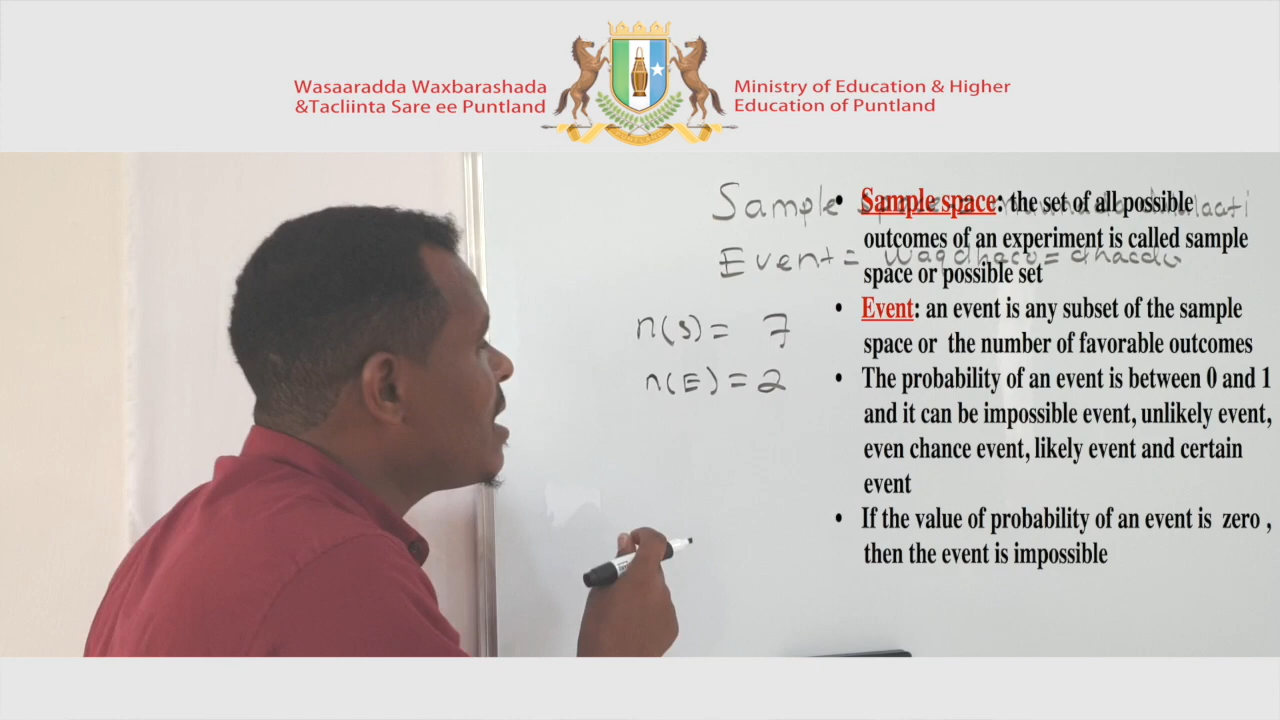 Wasaaradda Waxbarashada
&Tacliinta Sare ee Puntland
Ministry of Education & Higher
Education of Puntland
Sample
Event = waqdhaco = dhacdo
n(s) = 7
n(E) = 2
• Sample space: the set of all possible
outcomes of an experiment is called sample
space or possible set
• Event: an event is any subset of the sample
space or the number of favorable outcomes
• The probability of an event is between 0 and 1
and it can be impossible event, unlikely event,
even chance event, likely event and certain
event
• If the value of probability of an event is zero ,
then the event is impossible